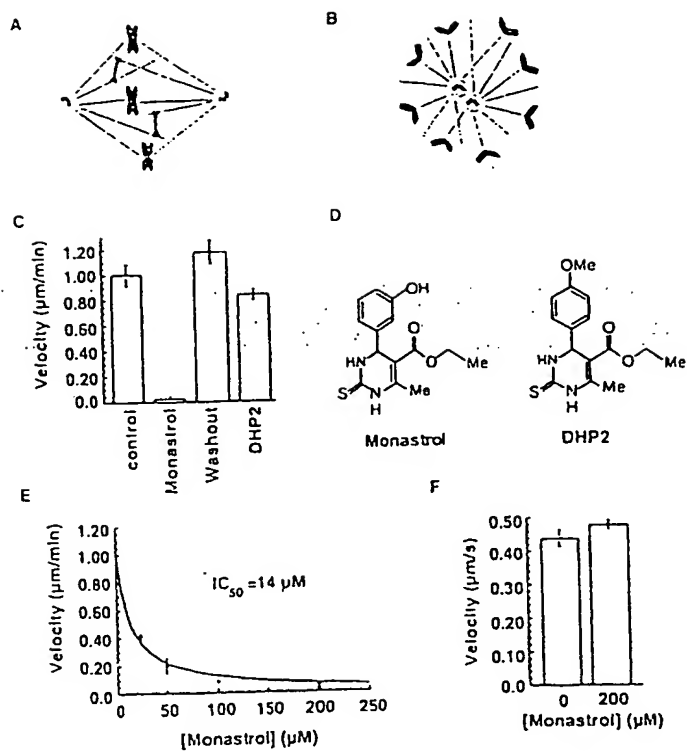 A
B
C
Velocity (µm/min)
1.20
1.00
0.80
0.60
0.40
0.20
0.0
control
Monastrol
Washout
DHP2
D
OH
O
O
Me
HN
S
N
H
Me
Monastrol
OMe
O
O
Me
HN
S
N
H
Me
DHP2
E
Velocity (µm/min)
1.20
1.00
0.80
0.60
0.40
0.20
0.0
IC50 =14 µM
0
50
100
150
200
250
[Monastrol] (µM)
F
Velocity (µm/s)
0.50
0.40
0.30
0.20
0.10
0.0
0
200
[Monastrol] (µM)